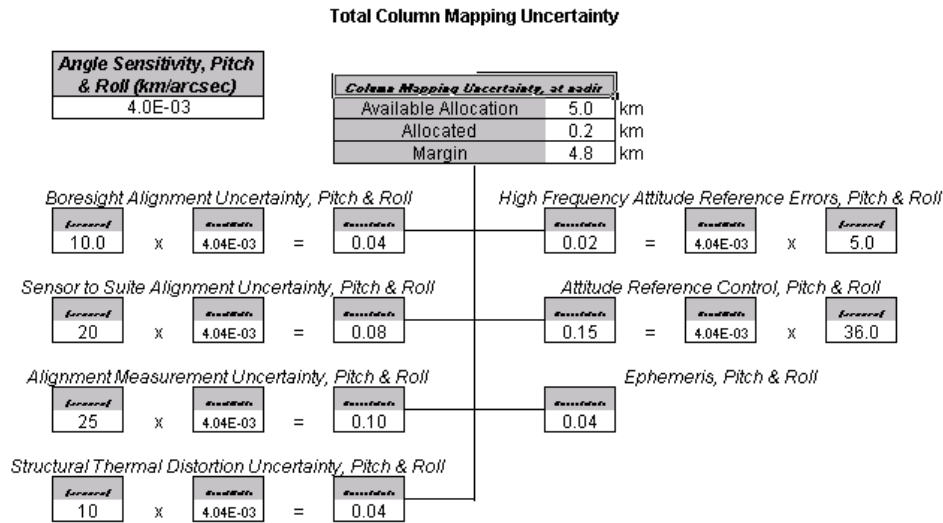 Total Column Mapping Uncertainty
Angle Sensitivity, Pitch
& Roll (km/arcsec)
4.0E-03
Column Mapping Uncertainty, at nadir
Available Allocation 5.0 km
Allocated 0.2 km
Margin 4.8 km
Boresight Alignment Uncertainty, Pitch & Roll
10.0 x 4.04E-03 = 0.04
High Frequency Attitude Reference Errors, Pitch & Roll
0.02 = 4.04E-03 x 5.0
Sensor to Suite Alignment Uncertainty, Pitch & Roll
20 x 4.04E-03 = 0.08
Attitude Reference Control, Pitch & Roll
0.15 = 4.04E-03 x 36.0
Alignment Measurement Uncertainty, Pitch & Roll
25 x 4.04E-03 = 0.10
Ephemeris, Pitch & Roll
0.04
Structural Thermal Distortion Uncertainty, Pitch & Roll
10 x 4.04E-03 = 0.04